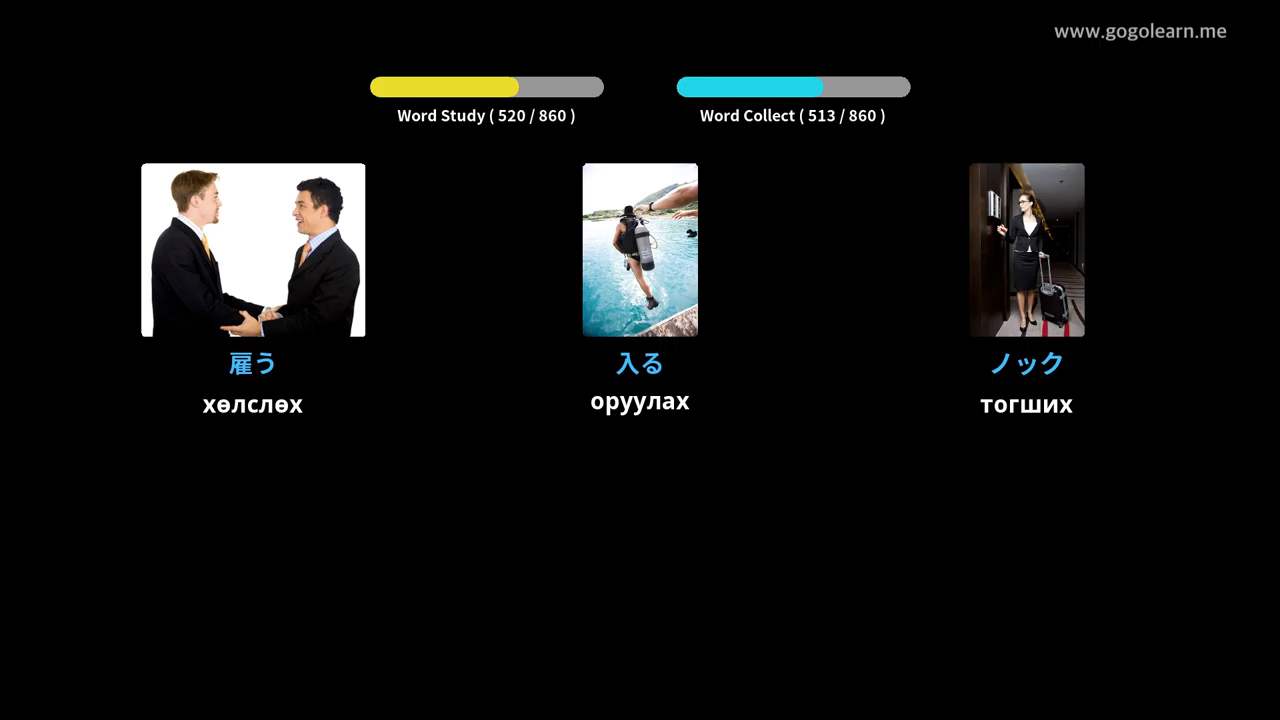 www.gogolearn.me
Word Study ( 520 / 860 )
Word Collect ( 513 / 860 )
雇う
入る
ノック
хөлслөх
оруулах
тогших